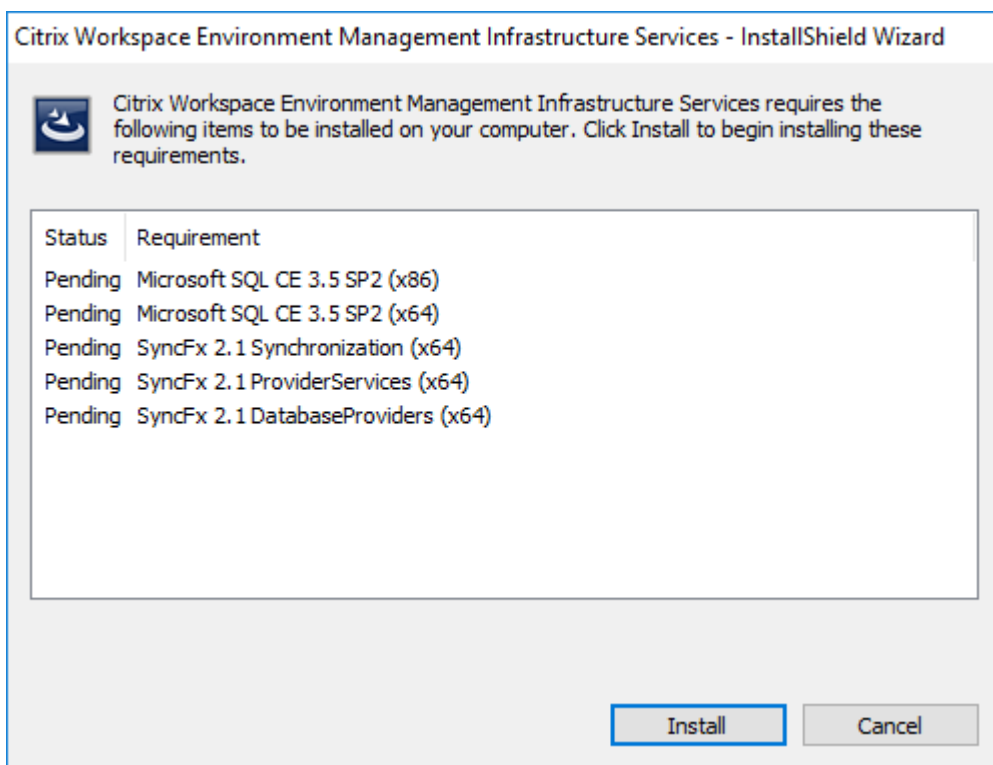 Citrix Workspace Environment Management Infrastructure Services - InstallShield Wizard
Citrix Workspace Environment Management Infrastructure Services requires the
following items to be installed on your computer. Click Install to begin installing these
requirements.
Status Requirement
Pending Microsoft SQL CE 3.5 SP2 (x86)
Pending Microsoft SQL CE 3.5 SP2 (x64)
Pending SyncFx 2.1 Synchronization (x64)
Pending SyncFx 2.1 ProviderServices (x64)
Pending SyncFx 2.1 DatabaseProviders (x64)
Install Cancel